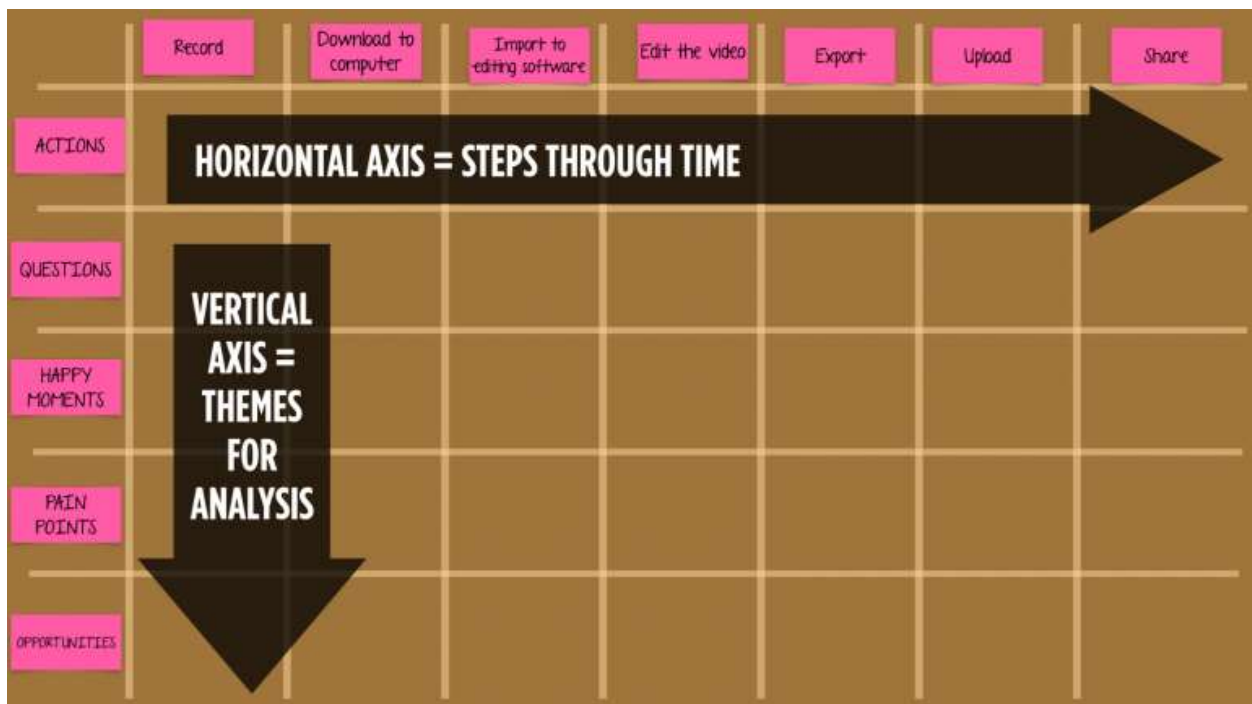 Record
Download to
computer
Import to
editing software
Edit the video
Export
Upload
Share
ACTIONS
HORIZONTAL AXIS = STEPS THROUGH TIME
QUESTIONS
VERTICAL
AXIS =
THEMES
FOR
ANALYSIS
HAPPY
MOMENTS
PAIN
POINTS
OPPORTUNITIES